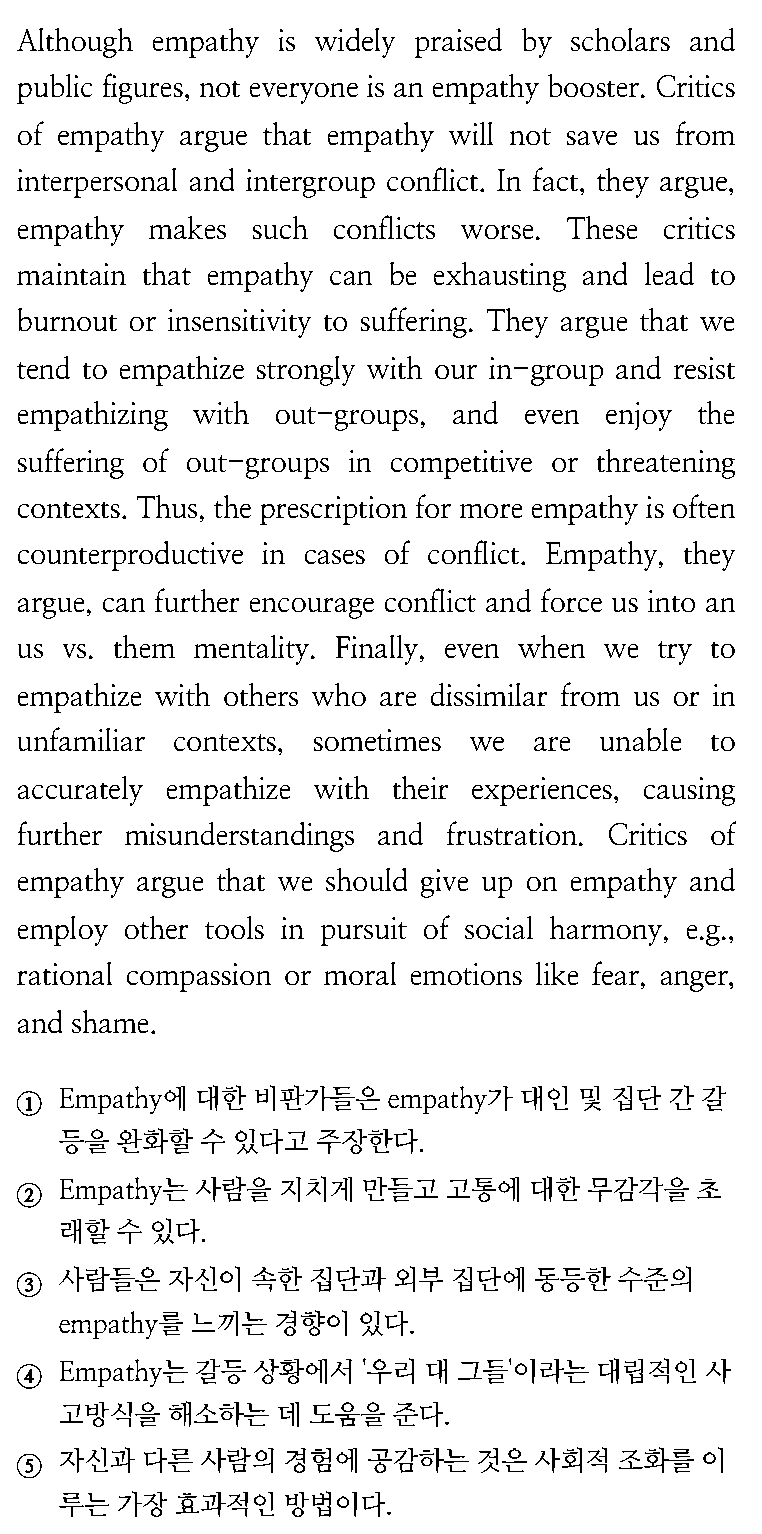 Although empathy is widely praised by scholars and
public figures, not everyone is an empathy booster. Critics
of empathy argue that empathy will not save us from
interpersonal and intergroup conflict. In fact, they argue,
empathy makes such conflicts worse. These critics
maintain that empathy can be exhausting and lead to
burnout or insensitivity to suffering. They argue that we
tend to empathize strongly with our in-group and resist
empathizing with out-groups, and even enjoy the
suffering of out-groups in competitive or threatening
contexts. Thus, the prescription for more empathy is often
counterproductive in cases of conflict. Empathy, they
argue, can further encourage conflict and force us into an
us vs. them mentality. Finally, even when we try to
empathize with others who are dissimilar from us or in
unfamiliar contexts, sometimes we are unable to
accurately empathize with their experiences, causing
further misunderstandings and frustration. Critics of
empathy argue that we should give up on empathy and
employ other tools in pursuit of social harmony, e.g.,
rational compassion or moral emotions like fear, anger,
and shame.
① Empathy에 대한 비판가들은 empathy가 대인 및 집단 간 갈
등을 완화할 수 있다고 주장한다.
② Empathy는 사람을 지치게 만들고 고통에 대한 무감각을 초
래할 수 있다.
③ 사람들은 자신이 속한 집단과 외부 집단에 동등한 수준의
empathy를 느끼는 경향이 있다.
④ Empathy는 갈등 상황에서 '우리 대 그들'이라는 대립적인 사
고방식을 해소하는 데 도움을 준다.
⑤ 자신과 다른 사람의 경험에 공감하는 것은 사회적 조화를 이
루는 가장 효과적인 방법이다.